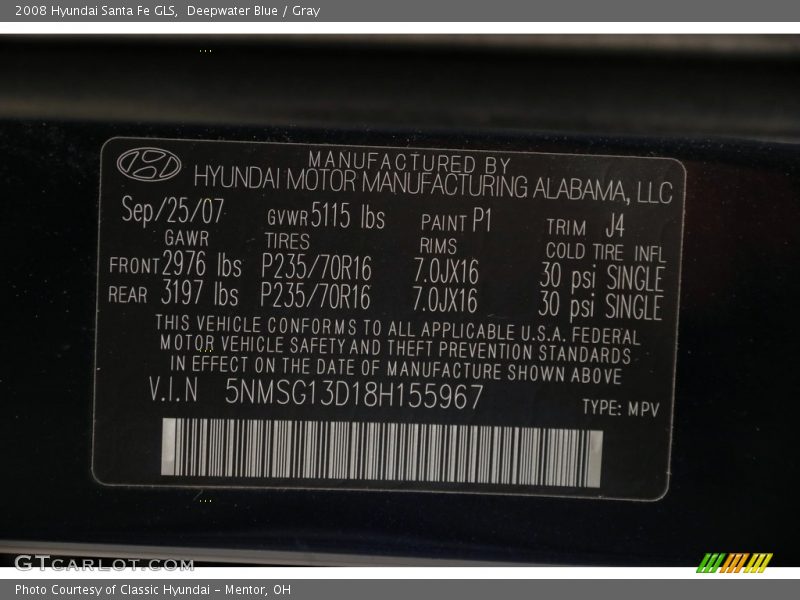 2008 Hyundai Santa Fe GLS, Deepwater Blue / Gray
MANUFACTURED BY
HYUNDAI MOTOR MANUFACTURING ALABAMA, LLC
Sep/25/07 GVWR 5115 lbs PAINT P1 TRIM J4
GAWR TIRES RIMS COLD TIRE INFL
FRONT 2976 lbs P235/70R16 7.0JX16 30 psi SINGLE
REAR 3197 lbs P235/70R16 7.0JX16 30 psi SINGLE
THIS VEHICLE CONFORMS TO ALL APPLICABLE U.S.A. FEDERAL
MOTOR VEHICLE SAFETY AND THEFT PREVENTION STANDARDS
IN EFFECT ON THE DATE OF MANUFACTURE SHOWN ABOVE
V.I.N 5NMSG13D18H155967 TYPE: MPV
GTCARLOT.COM
Photo Courtesy of Classic Hyundai - Mentor, OH